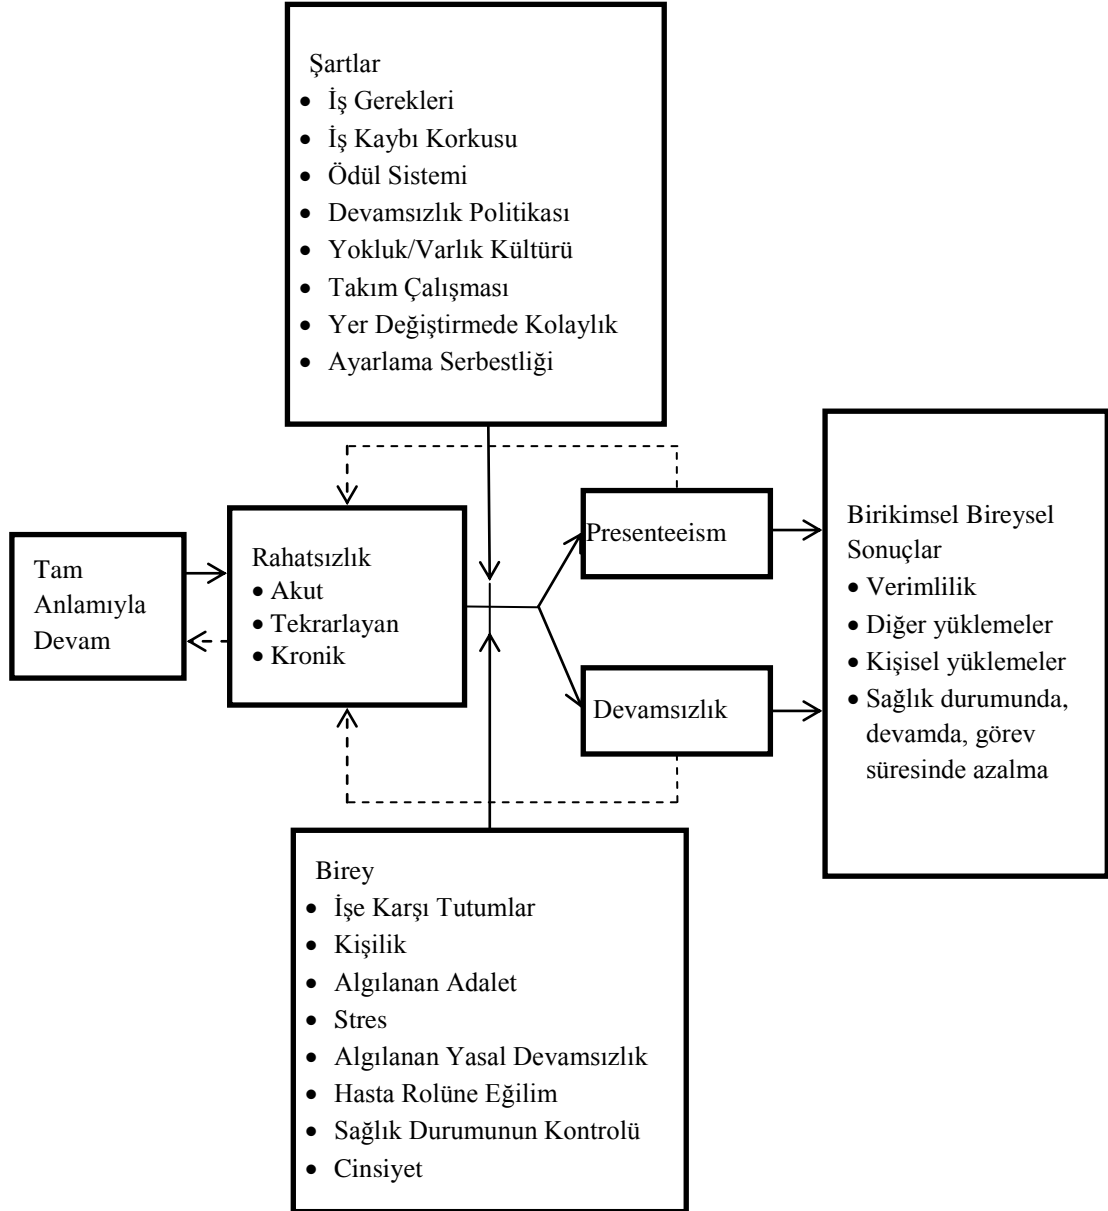 Şartlar
• İş Gerekleri
• İş Kaybı Korkusu
• Ödül Sistemi
• Devamsızlık Politikası
• Yokluk/Varlık Kültürü
• Takım Çalışması
• Yer Değiştirmede Kolaylık
• Ayarlama Serbestliği
Tam
Anlamıyla
Devam
Rahatsızlık
• Akut
• Tekrarlayan
• Kronik
Presenteeism
Devamsızlık
Birikimsel Bireysel
Sonuçlar
• Verimlilik
• Diğer yüklemeler
• Kişisel yüklemeler
• Sağlık durumunda,
devamda, görev
süresinde azalma
Birey
• İşe Karşı Tutumlar
• Kişilik
• Algılanan Adalet
• Stres
• Algılanan Yasal Devamsızlık
• Hasta Rolüne Eğilim
• Sağlık Durumunun Kontrolü
• Cinsiyet